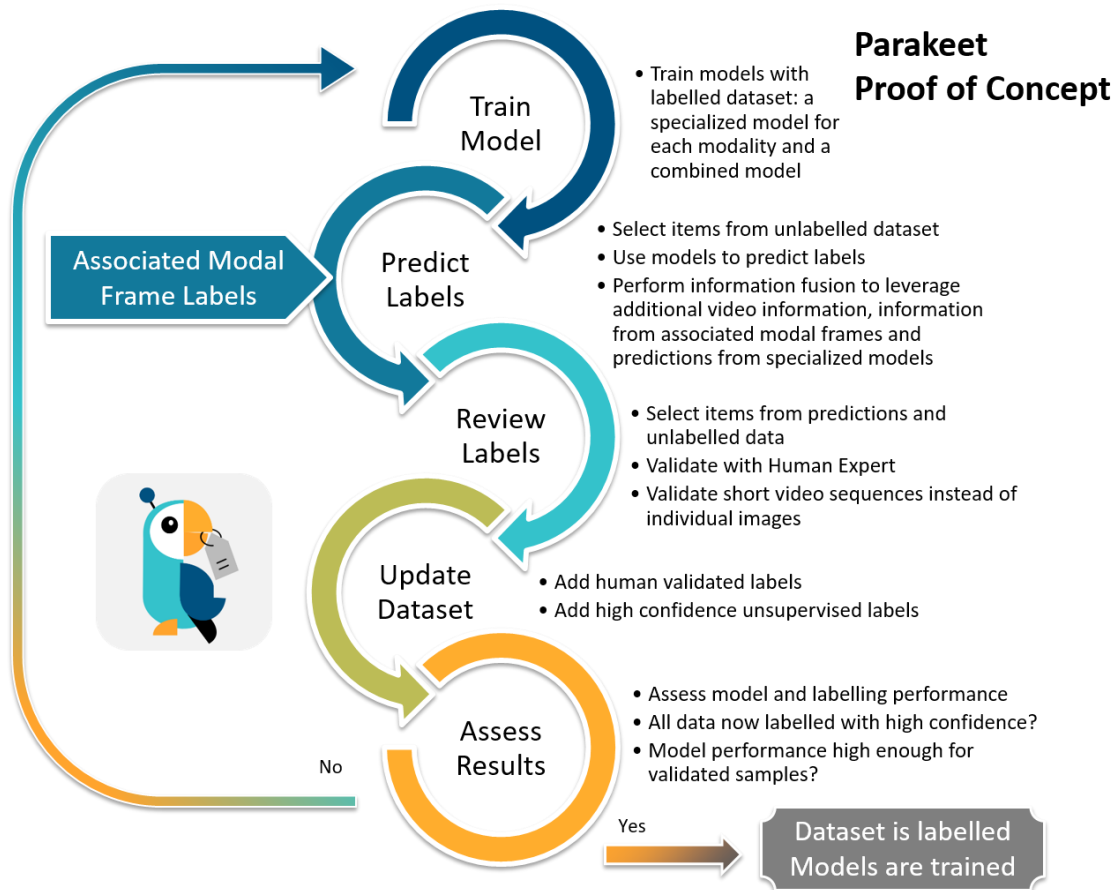 Parakeet
Proof of Concept
Train
Model
• Train models with
labelled dataset: a
specialized model for
each modality and a
combined model
Associated Modal
Frame Labels
Predict
Labels
• Select items from unlabelled dataset
• Use models to predict labels
• Perform information fusion to leverage
additional video information, information
from associated modal frames and
predictions from specialized models
Review
Labels
• Select items from predictions and
unlabelled data
• Validate with Human Expert
• Validate short video sequences instead of
individual images
Update
Dataset
• Add human validated labels
• Add high confidence unsupervised labels
Assess
Results
• Assess model and labelling performance
• All data now labelled with high confidence?
• Model performance high enough for
validated samples?
No
Yes
Dataset is labelled
Models are trained